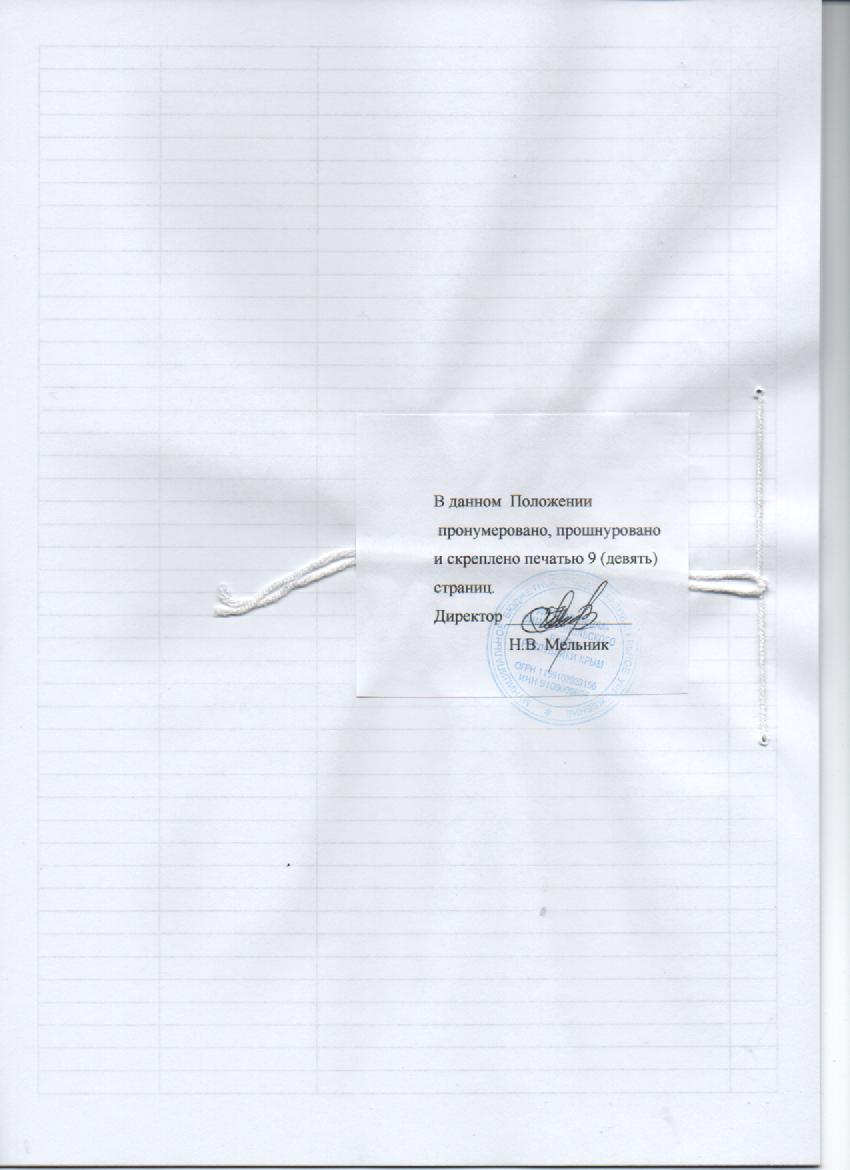 В данном Положении
пронумеровано, прошнуровано
и скреплено печатью 9 (девять)
страниц.
Директор
Н.В. Мельник